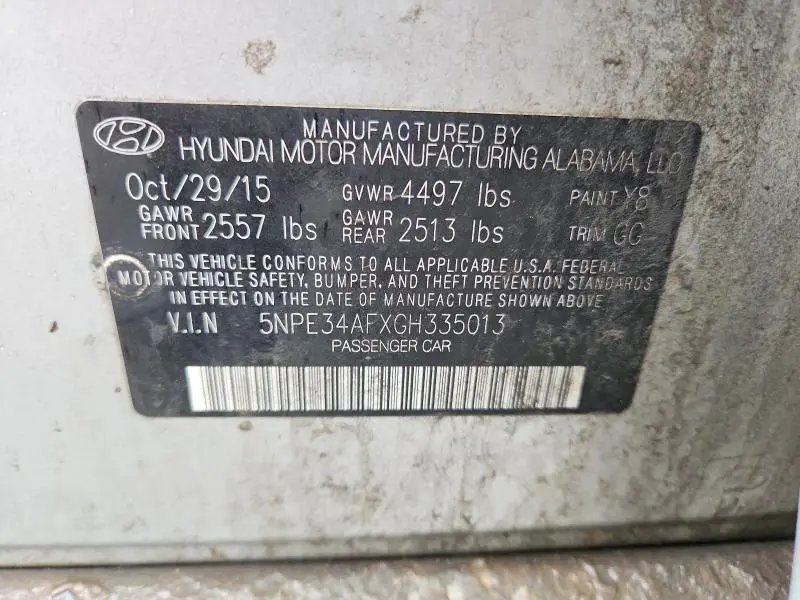 MANUFACTURED BY
HYUNDAI MOTOR MANUFACTURING ALABAMA, LLC
Oct/29/15 GVWR 4497 lbs PAINT Y8
GAWR FRONT 2557 lbs GAWR REAR 2513 lbs TRIM GG
THIS VEHICLE CONFORMS TO ALL APPLICABLE U.S.A. FEDERAL
MOTOR VEHICLE SAFETY, BUMPER, AND THEFT PREVENTION STANDARDS
IN EFFECT ON THE DATE OF MANUFACTURE SHOWN ABOVE.
V.I.N 5NPE34AFXGH335013
PASSENGER CAR